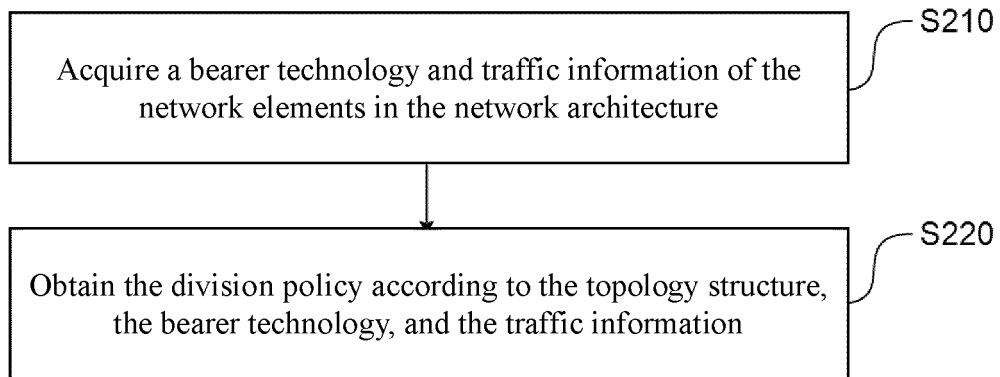 S210
Acquire a bearer technology and traffic information of the
network elements in the network architecture
S220
Obtain the division policy according to the topology structure,
the bearer technology, and the traffic information